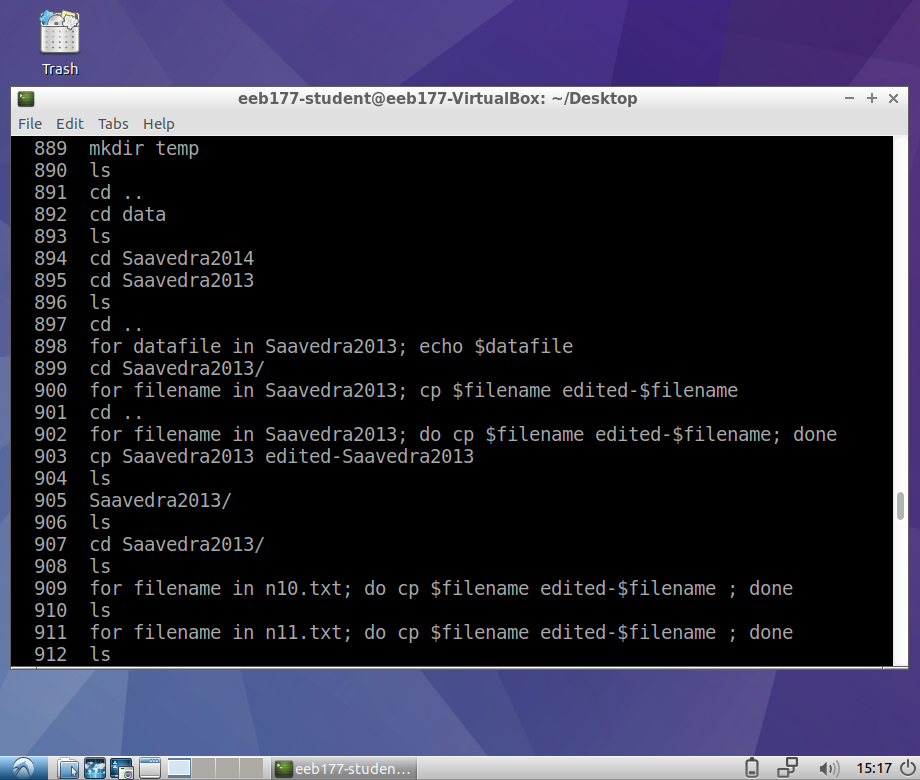 Trash
eeb177-student@eeb177-VirtualBox: ~/Desktop
File Edit Tabs Help
889 mkdir temp
890 ls
891 cd ..
892 cd data
893 ls
894 cd Saavedra2014
895 cd Saavedra2013
896 ls
897 cd ..
898 for datafile in Saavedra2013; echo $datafile
899 cd Saavedra2013/
900 for filename in Saavedra2013; cp $filename edited-$filename
901 cd ..
902 for filename in Saavedra2013; do cp $filename edited-$filename; done
903 cp Saavedra2013 edited-Saavedra2013
904 ls
905 Saavedra2013/
906 ls
907 cd Saavedra2013/
908 ls
909 for filename in n10.txt; do cp $filename edited-$filename ; done
910 ls
911 for filename in n11.txt; do cp $filename edited-$filename ; done
912 ls
eeb177-studen... 15:17